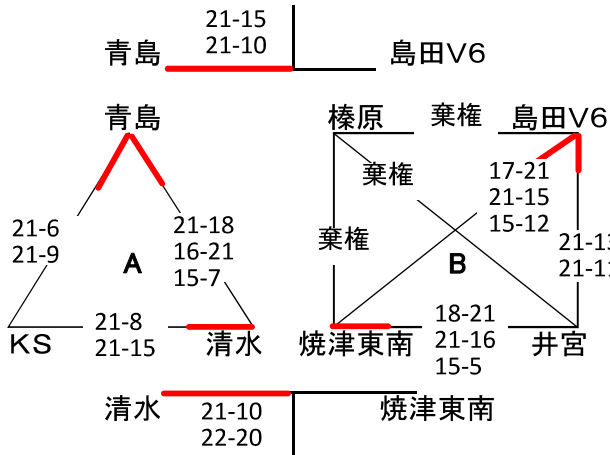 21-15
21-10
青島
島田V6
青島
榛原
棄権
島田V6
棄権
17-21
21-15
15-12
21-6
21-9
21-18
16-21
15-7
A
棄権
B
21-13
21-11
21-8
21-15
18-21
21-16
15-5
KS
清水
焼津東南
井宮
清水
21-10
22-20
焼津東南